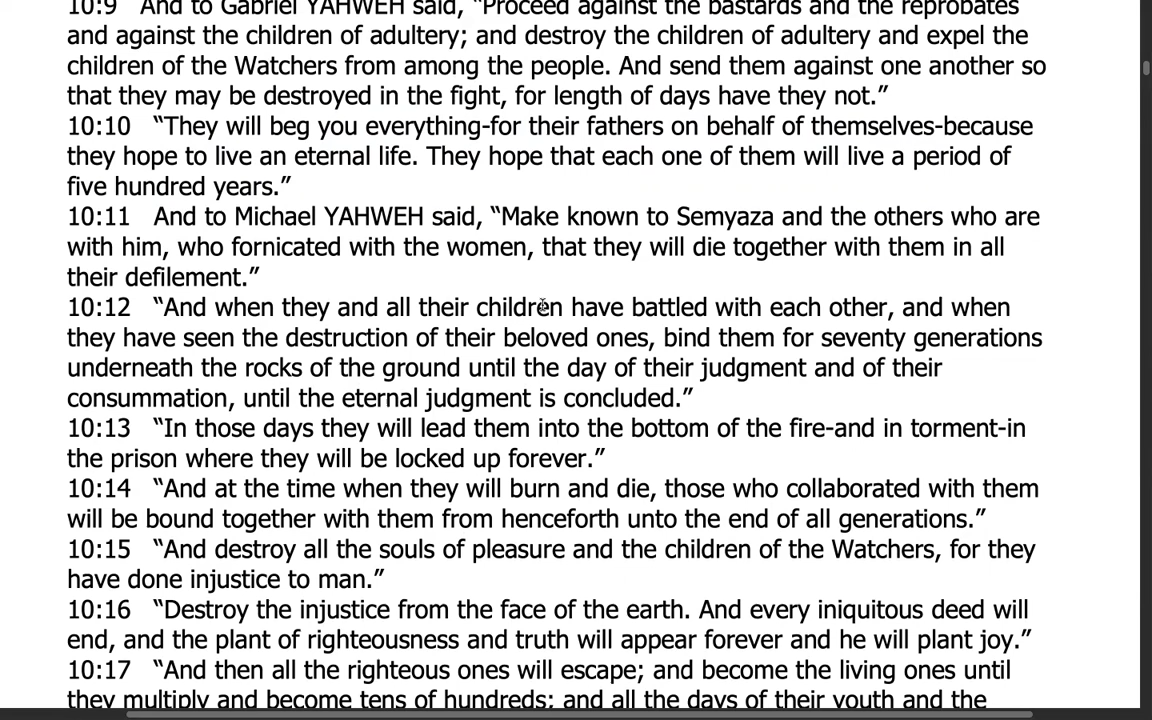 10:9 And to Gabriel YAHWEH said, “Proceed against the bastards and the reprobates
and against the children of adultery; and destroy the children of adultery and expel the
children of the Watchers from among the people. And send them against one another so
that they may be destroyed in the fight, for length of days have they not.”
10:10 “They will beg you everything-for their fathers on behalf of themselves-because
they hope to live an eternal life. They hope that each one of them will live a period of
five hundred years.”
10:11 And to Michael YAHWEH said, “Make known to Semyaza and the others who are
with him, who fornicated with the women, that they will die together with them in all
their defilement.”
10:12 “And when they and all their children have battled with each other, and when
they have seen the destruction of their beloved ones, bind them for seventy generations
underneath the rocks of the ground until the day of their judgment and of their
consummation, until the eternal judgment is concluded.”
10:13 “In those days they will lead them into the bottom of the fire-and in torment-in
the prison where they will be locked up forever.”
10:14 “And at the time when they will burn and die, those who collaborated with them
will be bound together with them from henceforth unto the end of all generations.”
10:15 “And destroy all the souls of pleasure and the children of the Watchers, for they
have done injustice to man.”
10:16 “Destroy the injustice from the face of the earth. And every iniquitous deed will
end, and the plant of righteousness and truth will appear forever and he will plant joy.”
10:17 “And then all the righteous ones will escape; and become the living ones until
they multiply and become tens of hundreds; and all the days of their youth and the